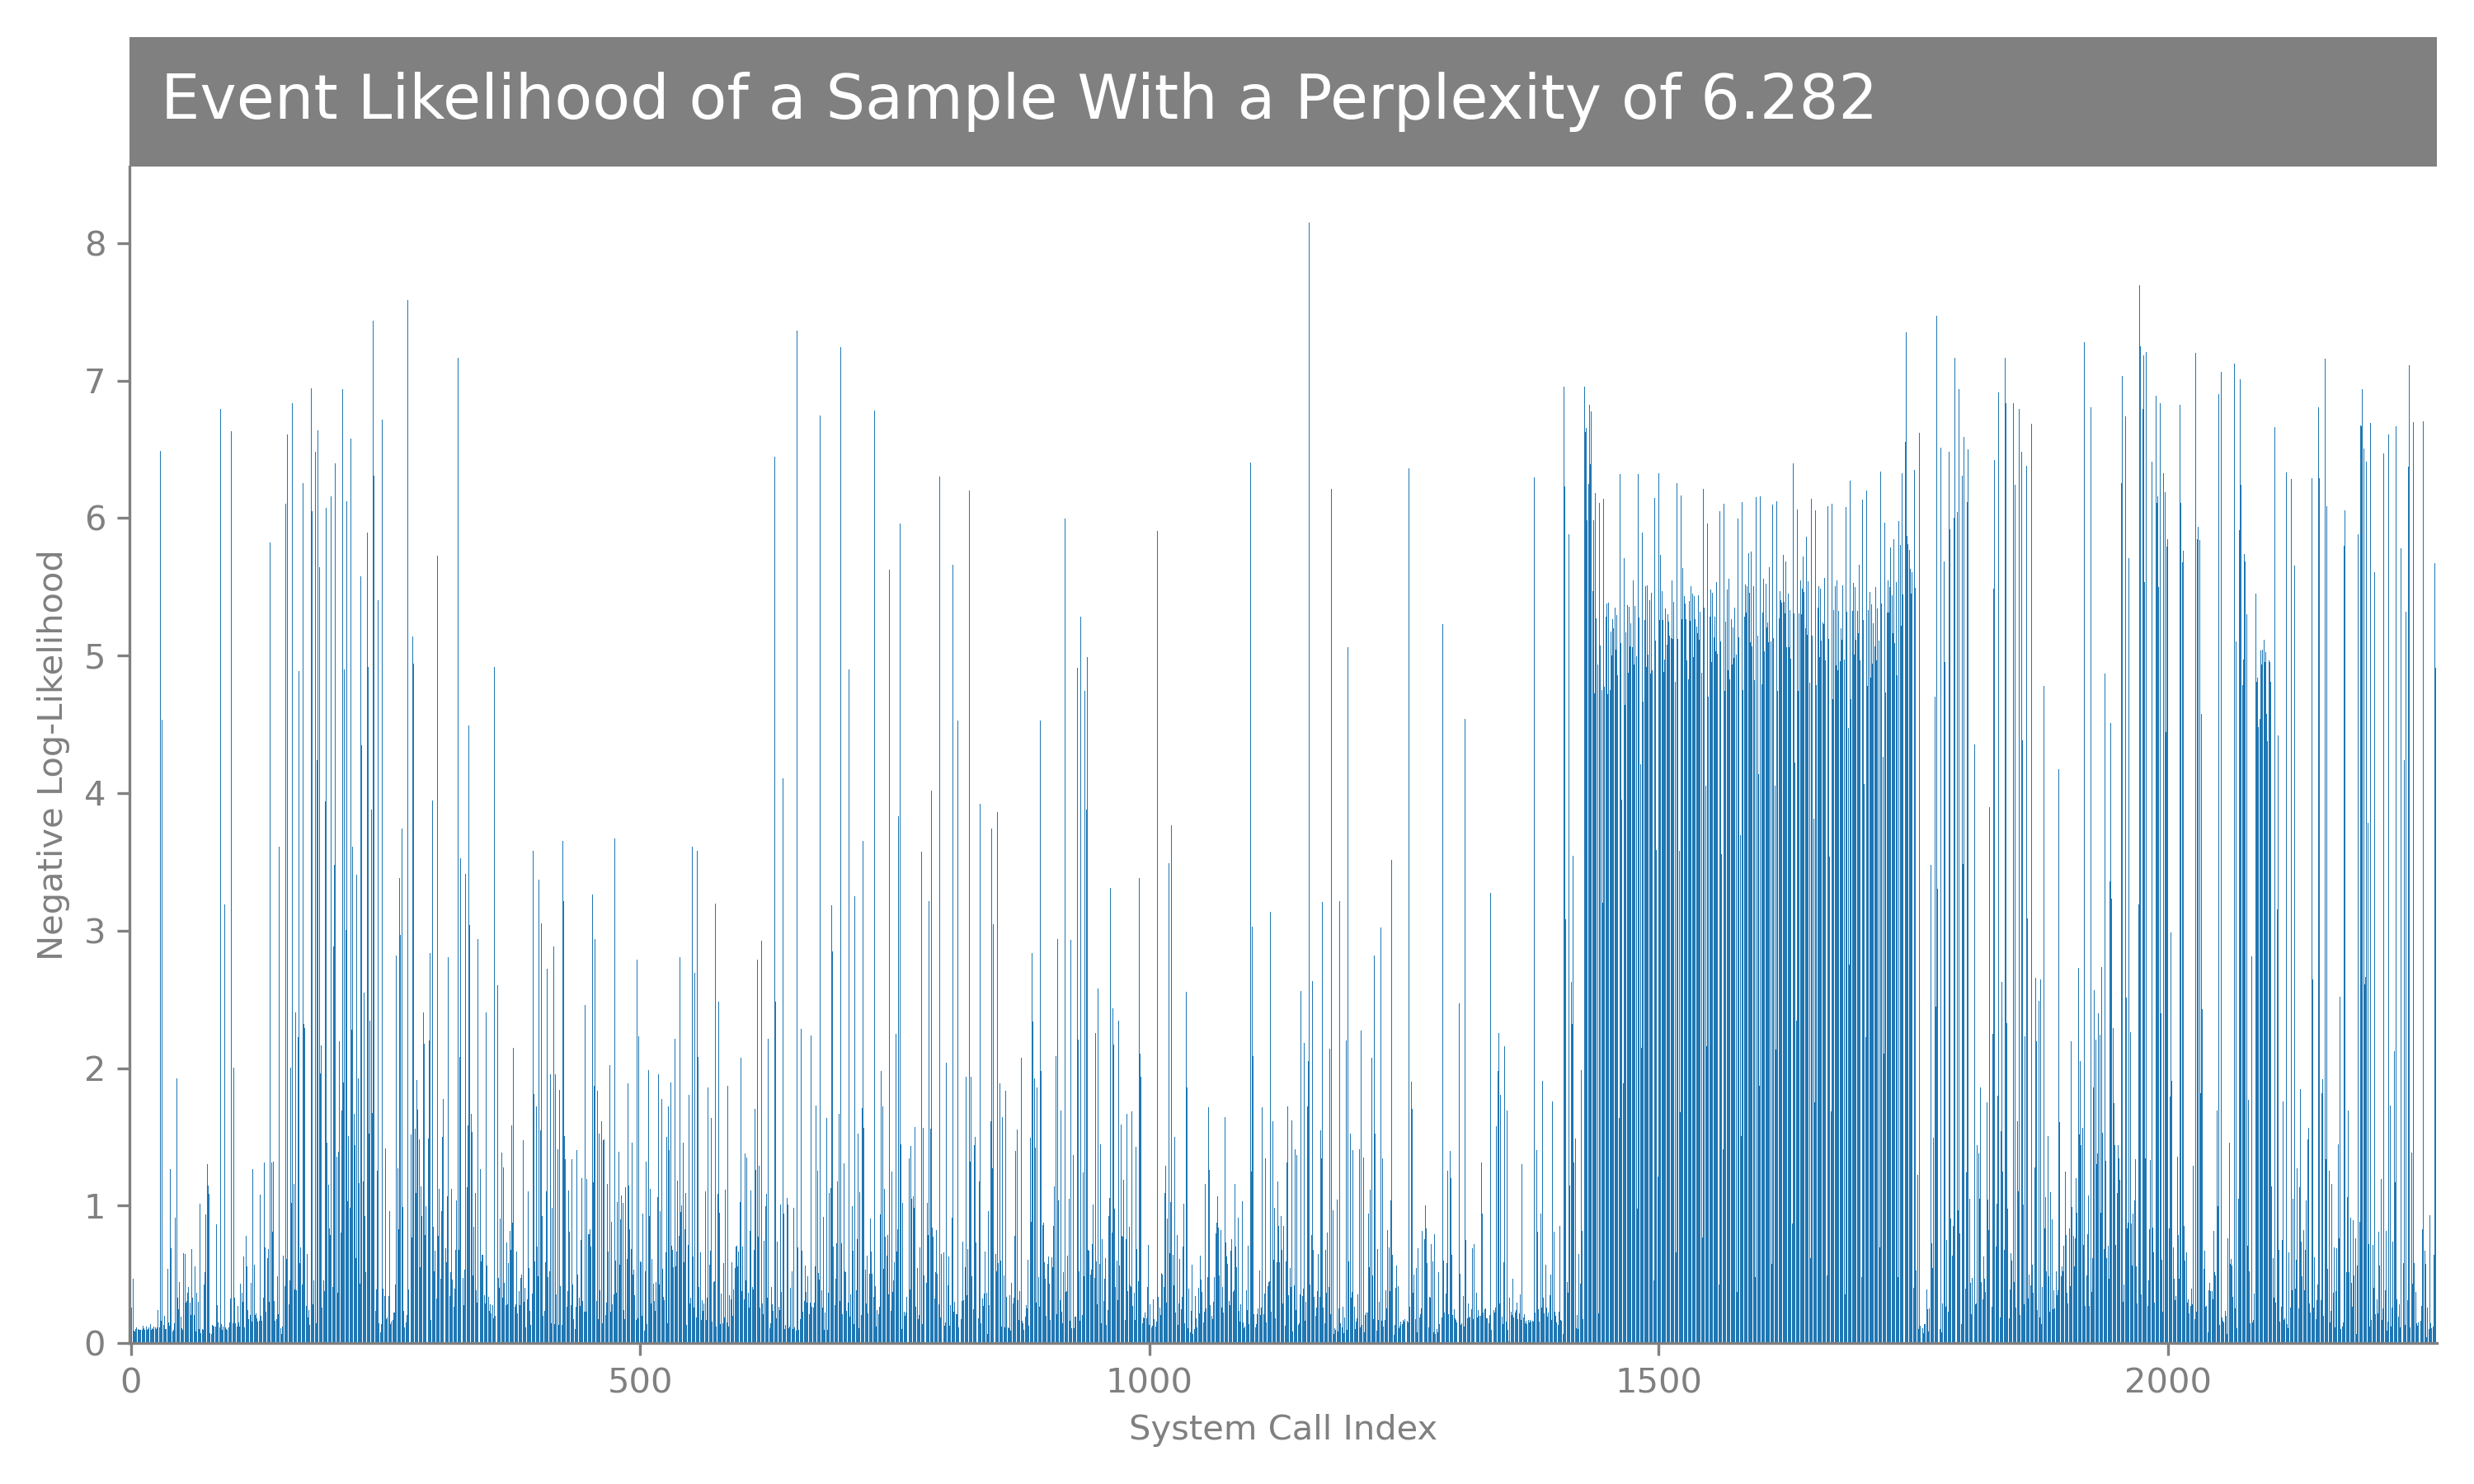 Event Likelihood of a Sample With a Perplexity of 6.282
8
7
6
5
4
3
2
1
0
Negative Log-Likelihood
0 500 1000 1500 2000
System Call Index